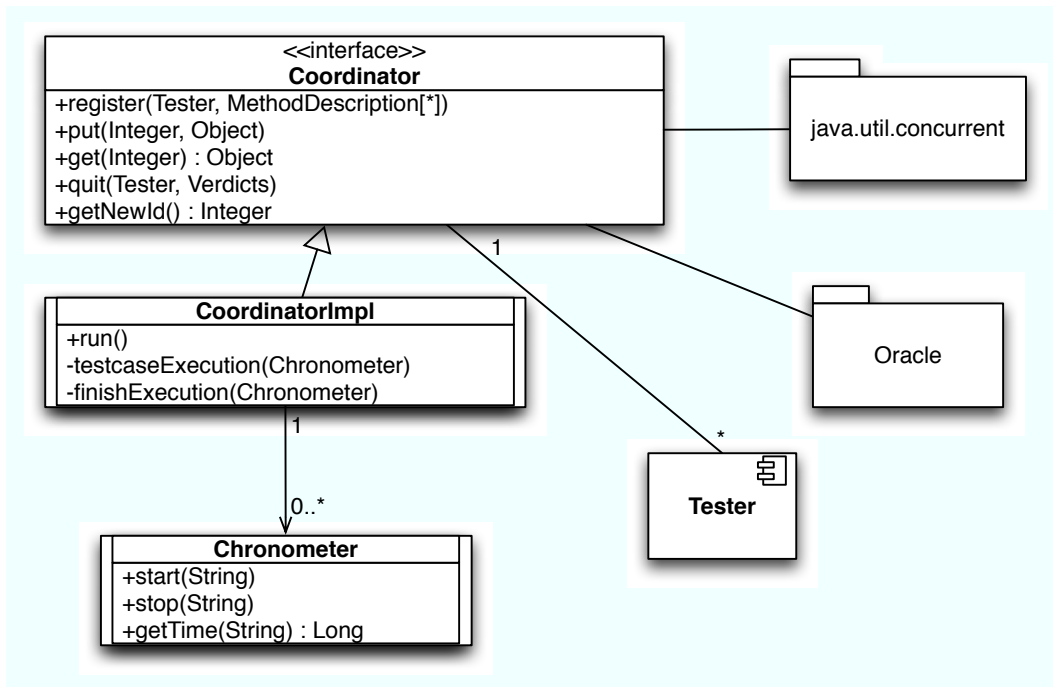 <<interface>>
Coordinator
+register(Tester, MethodDescription[*])
+put(Integer, Object)
+get(Integer) : Object
+quit(Tester, Verdicts)
+getNewId() : Integer
java.util.concurrent
1
CoordinatorImpl
+run()
-testcaseExecution(Chronometer)
-finishExecution(Chronometer)
Oracle
1
*
0..*
Tester
Chronometer
+start(String)
+stop(String)
+getTime(String) : Long